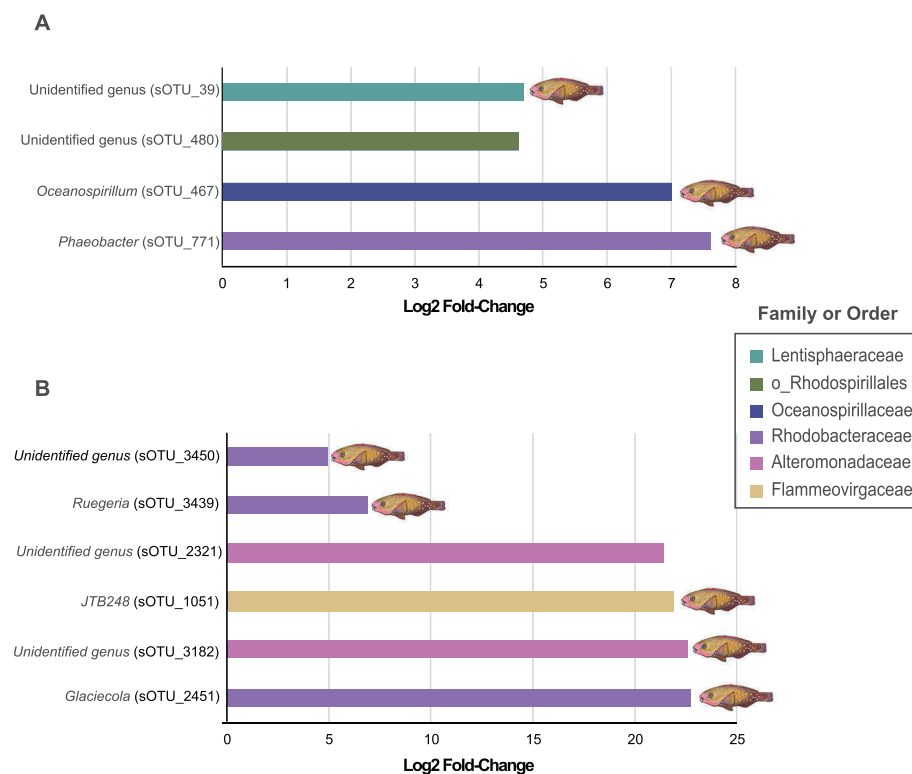 A
Unidentified genus (sOTU_39)
Unidentified genus (sOTU_480)
Oceanospirillum (sOTU_467)
Phaeobacter (sOTU_771)
0 1 2 3 4 5 6 7 8
Log2 Fold-Change
Family or Order
Lentisphaeraceae
o_Rhodospirillales
Oceanospirillaceae
Rhodobacteraceae
Alteromonadaceae
Flammeovirgaceae
B
Unidentified genus (sOTU_3450)
Ruegeria (sOTU_3439)
Unidentified genus (sOTU_2321)
JTB248 (sOTU_1051)
Unidentified genus (sOTU_3182)
Glaciecola (sOTU_2451)
0 5 10 15 20 25
Log2 Fold-Change